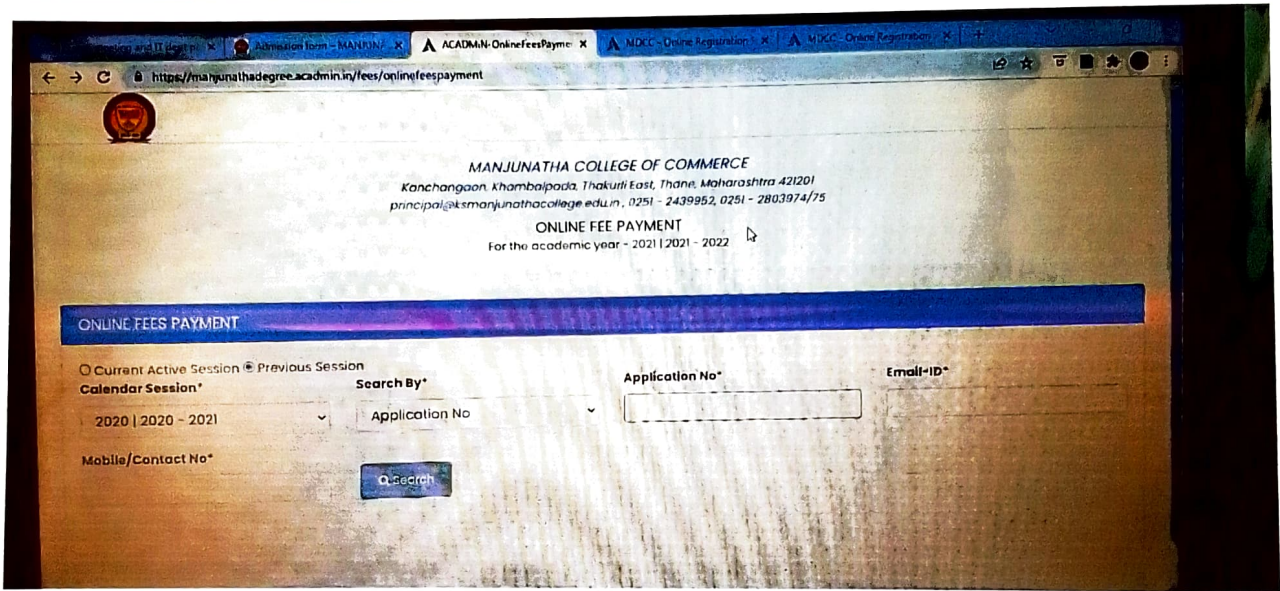 Admission form - MANJUNA
ACADMiN-OnlineFeesPaymen
MDCC - Online Registration
MDCC - Online Registration
https://manjunathadegree.acadmin.in/fees/onlinefeespayment
MANJUNATHA COLLEGE OF COMMERCE
Kanchangaon, Khambalpada, Thakurli East, Thane, Maharashtra 421201
principal@ksmanjunathacollege.edu.in , 0251 - 2439952, 0251 - 2803974/75
ONLINE FEE PAYMENT
For the academic year - 2021 | 2021 - 2022
ONLINE FEES PAYMENT
Current Active Session Previous Session
Calendar Session* Search By* Application No* Email-ID*
2020 | 2020 - 2021 Application No
Mobile/Contact No*
Search